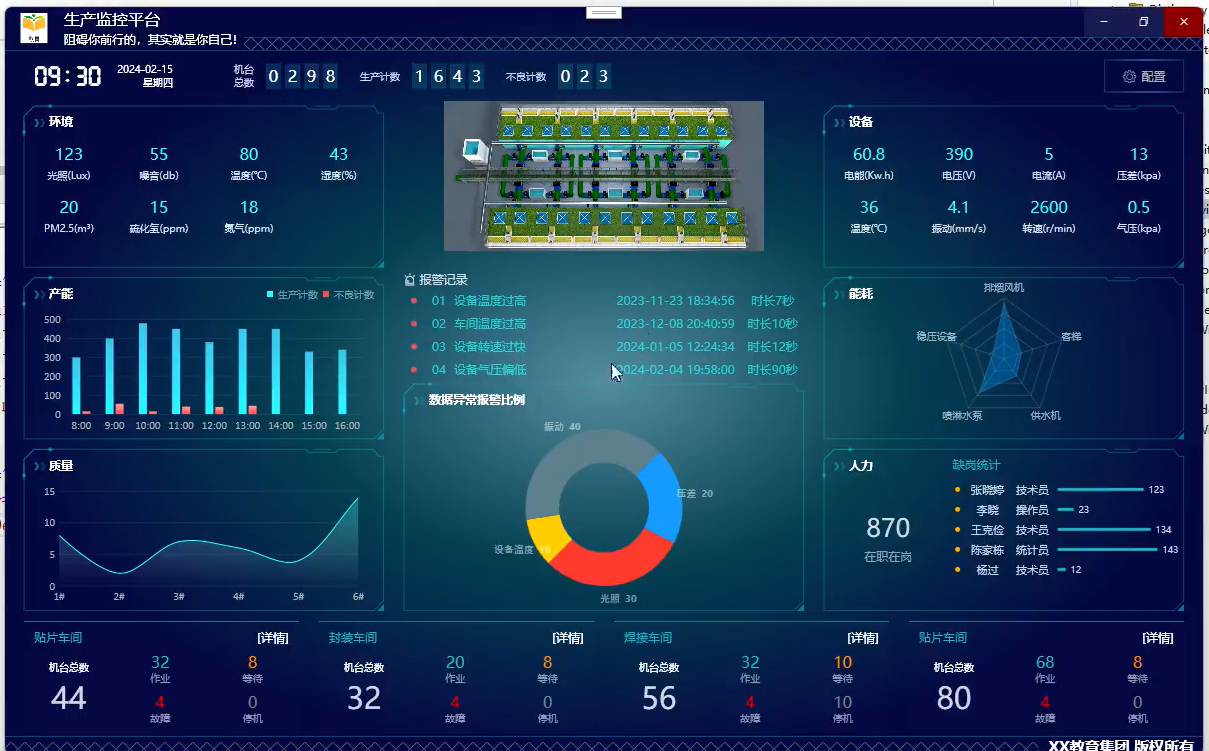 生产监控平台
阻碍你前行的，其实就是你自己！
09:30
2024-02-15
星期四
机台总数 0298
生产计数 1643
不良计数 023
配置
环境
123 55 80 43
光照(Lux) 噪音(db) 温度(℃) 湿度(%)
20 15 18
PM2.5(m³) 硫化氢(ppm) 氮气(ppm)
设备
60.8 390 5 13
电能(Kw.h) 电压(V) 电流(A) 压差(kpa)
36 4.1 2600 0.5
温度(℃) 振动(mm/s) 转速(r/min) 气压(kpa)
产能
生产计数 不良计数
500
400
300
200
100
0
8:00 9:00 10:00 11:00 12:00 13:00 14:00 15:00 16:00
报警记录
01 设备温度过高 2023-11-23 18:34:56 时长7秒
02 车间温度过高 2023-12-08 20:40:59 时长10秒
03 设备转速过快 2024-01-05 12:24:34 时长12秒
04 设备气压偏低 2024-02-04 19:58:00 时长90秒
能耗
排烟风机
稳压设备 客梯
喷淋水泵 供水机
质量
15
10
5
0
1# 2# 3# 4# 5# 6#
数据异常报警比例
振动 40
压差 20
设备温度 10
光照 30
人力
870
在职在岗
缺岗统计
张晓婷 技术员 123
李晓 操作员 23
王克俭 技术员 134
陈家栋 统计员 143
杨过 技术员 12
贴片车间 [详情]
机台总数 32 8
作业 等待
44 4 0
故障 停机
封装车间 [详情]
机台总数 20 8
作业 等待
32 4 0
故障 停机
焊接车间 [详情]
机台总数 32 10
作业 等待
56 4 10
故障 停机
贴片车间 [详情]
机台总数 68 8
作业 等待
80 4 0
故障 停机
XX教育集团 版权所有